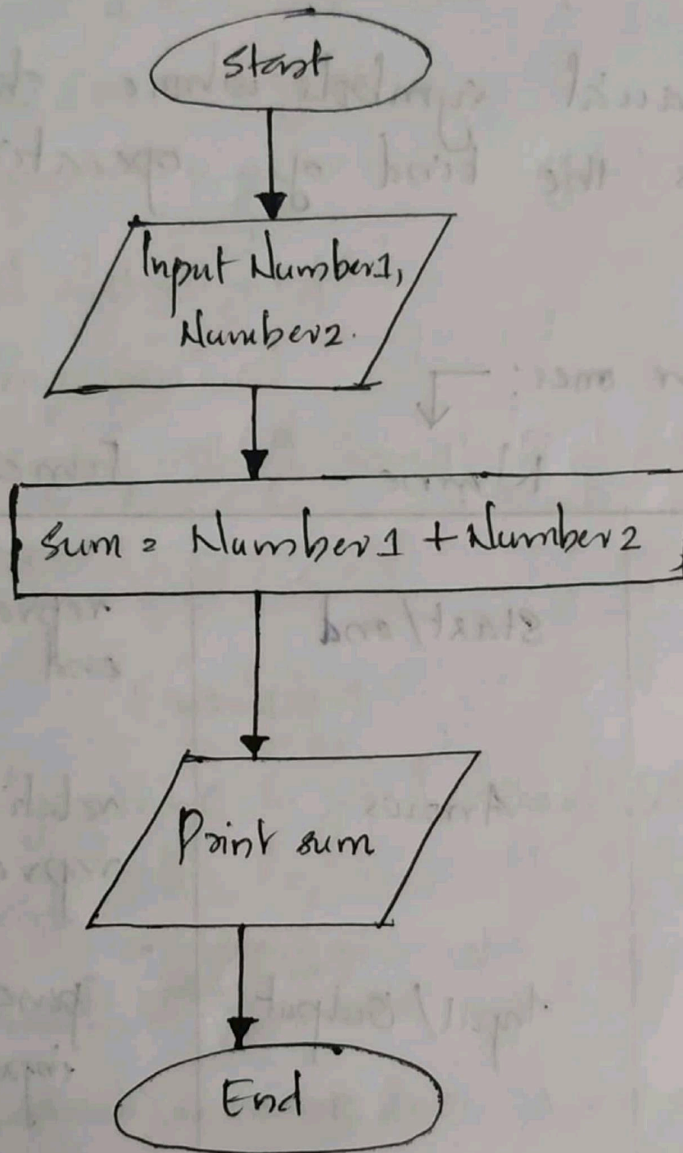 Start
Input Number1,
Number2.
sum = Number1 + Number2
Print sum
End